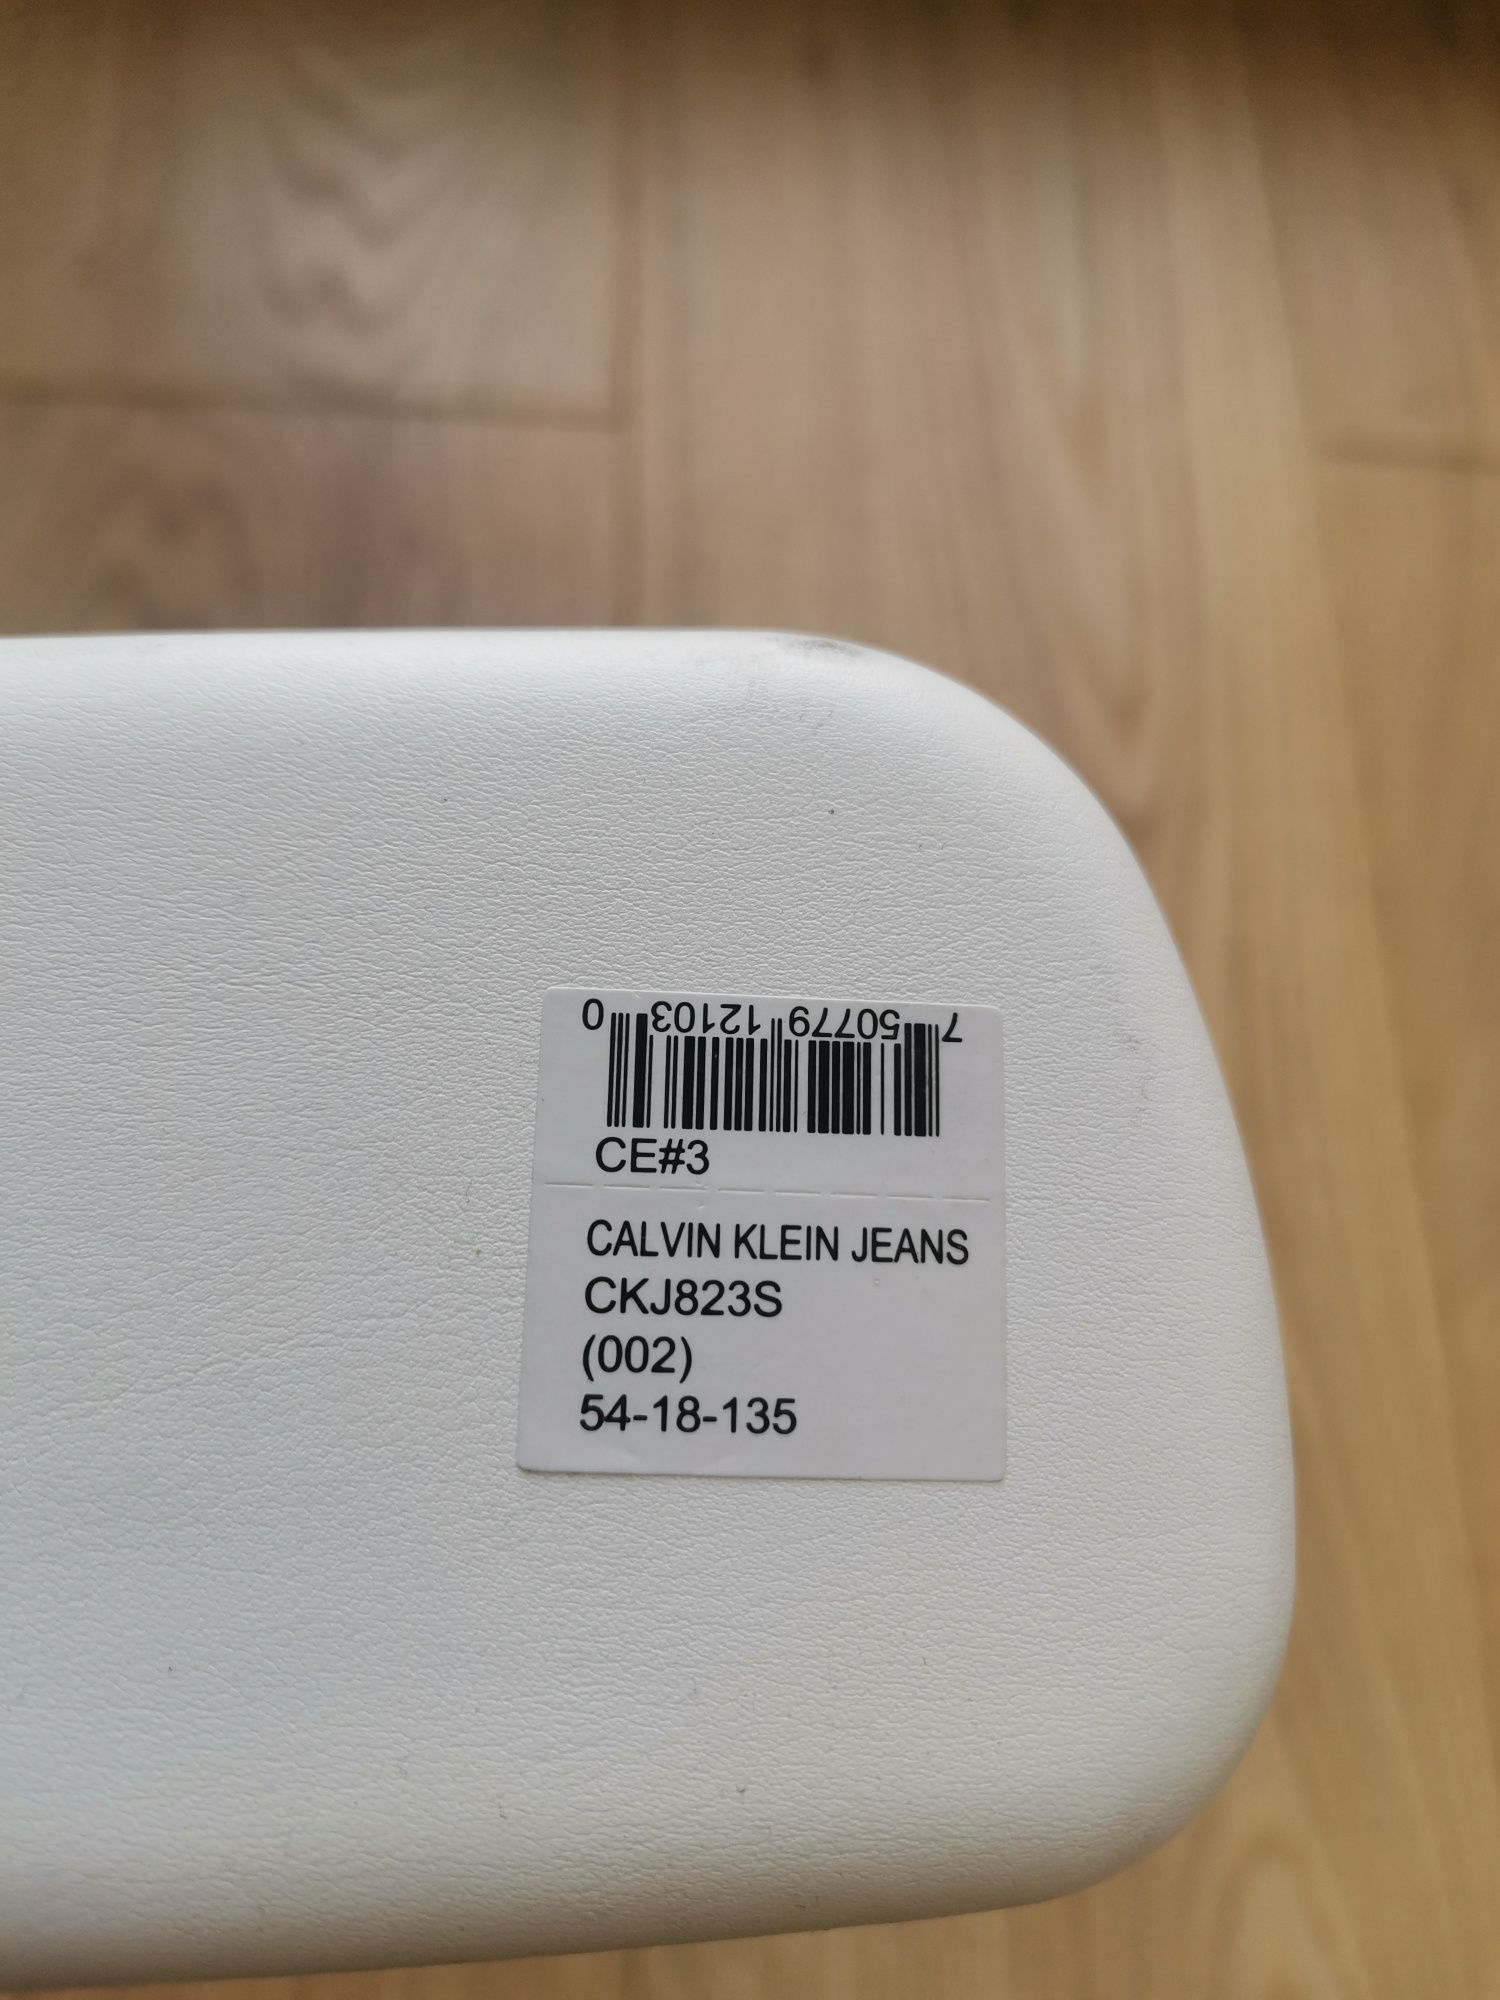 7 50779 12103 0
CE#3
CALVIN KLEIN JEANS
CKJ823S
(002)
54-18-135